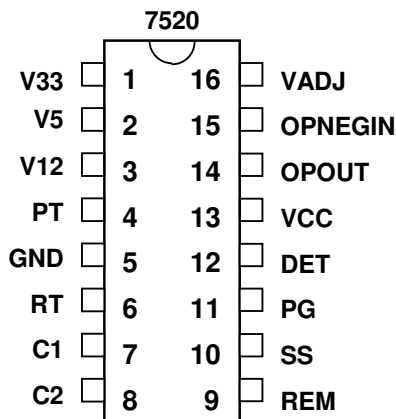 7520
V33 1 16 VADJ
V5 2 15 OPNEGIN
V12 3 14 OPOUT
PT 4 13 VCC
GND 5 12 DET
RT 6 11 PG
C1 7 10 SS
C2 8 9 REM